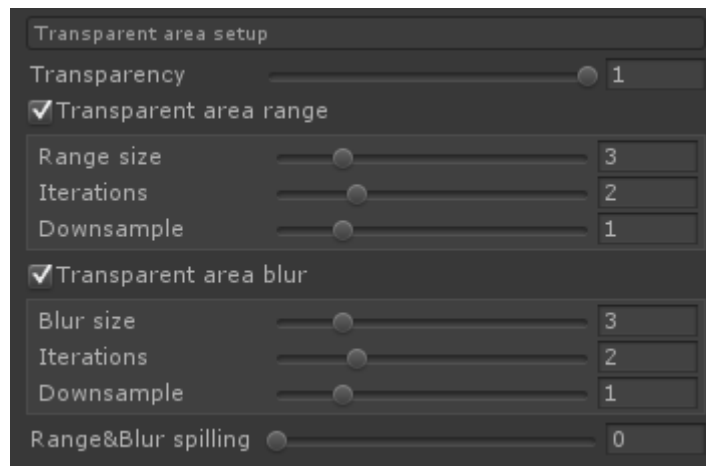 Transparent area setup
Transparency 1
Transparent area range
Range size 3
Iterations 2
Downsample 1
Transparent area blur
Blur size 3
Iterations 2
Downsample 1
Range&Blur spilling 0